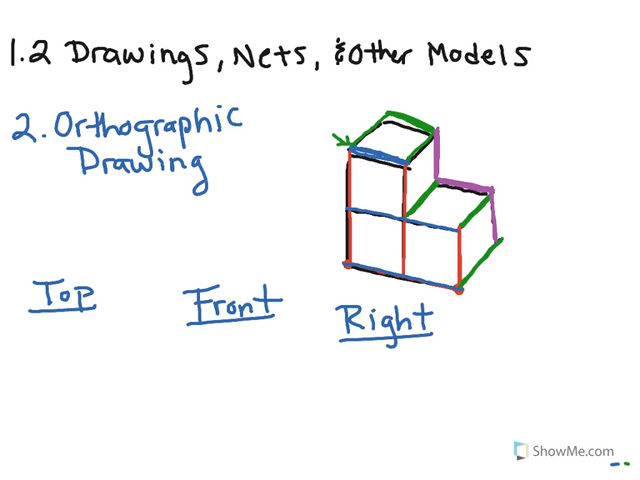 1.2 Drawings, Nets, & Other Models
2. Orthographic
Drawing
Top Front Right
ShowMe.com